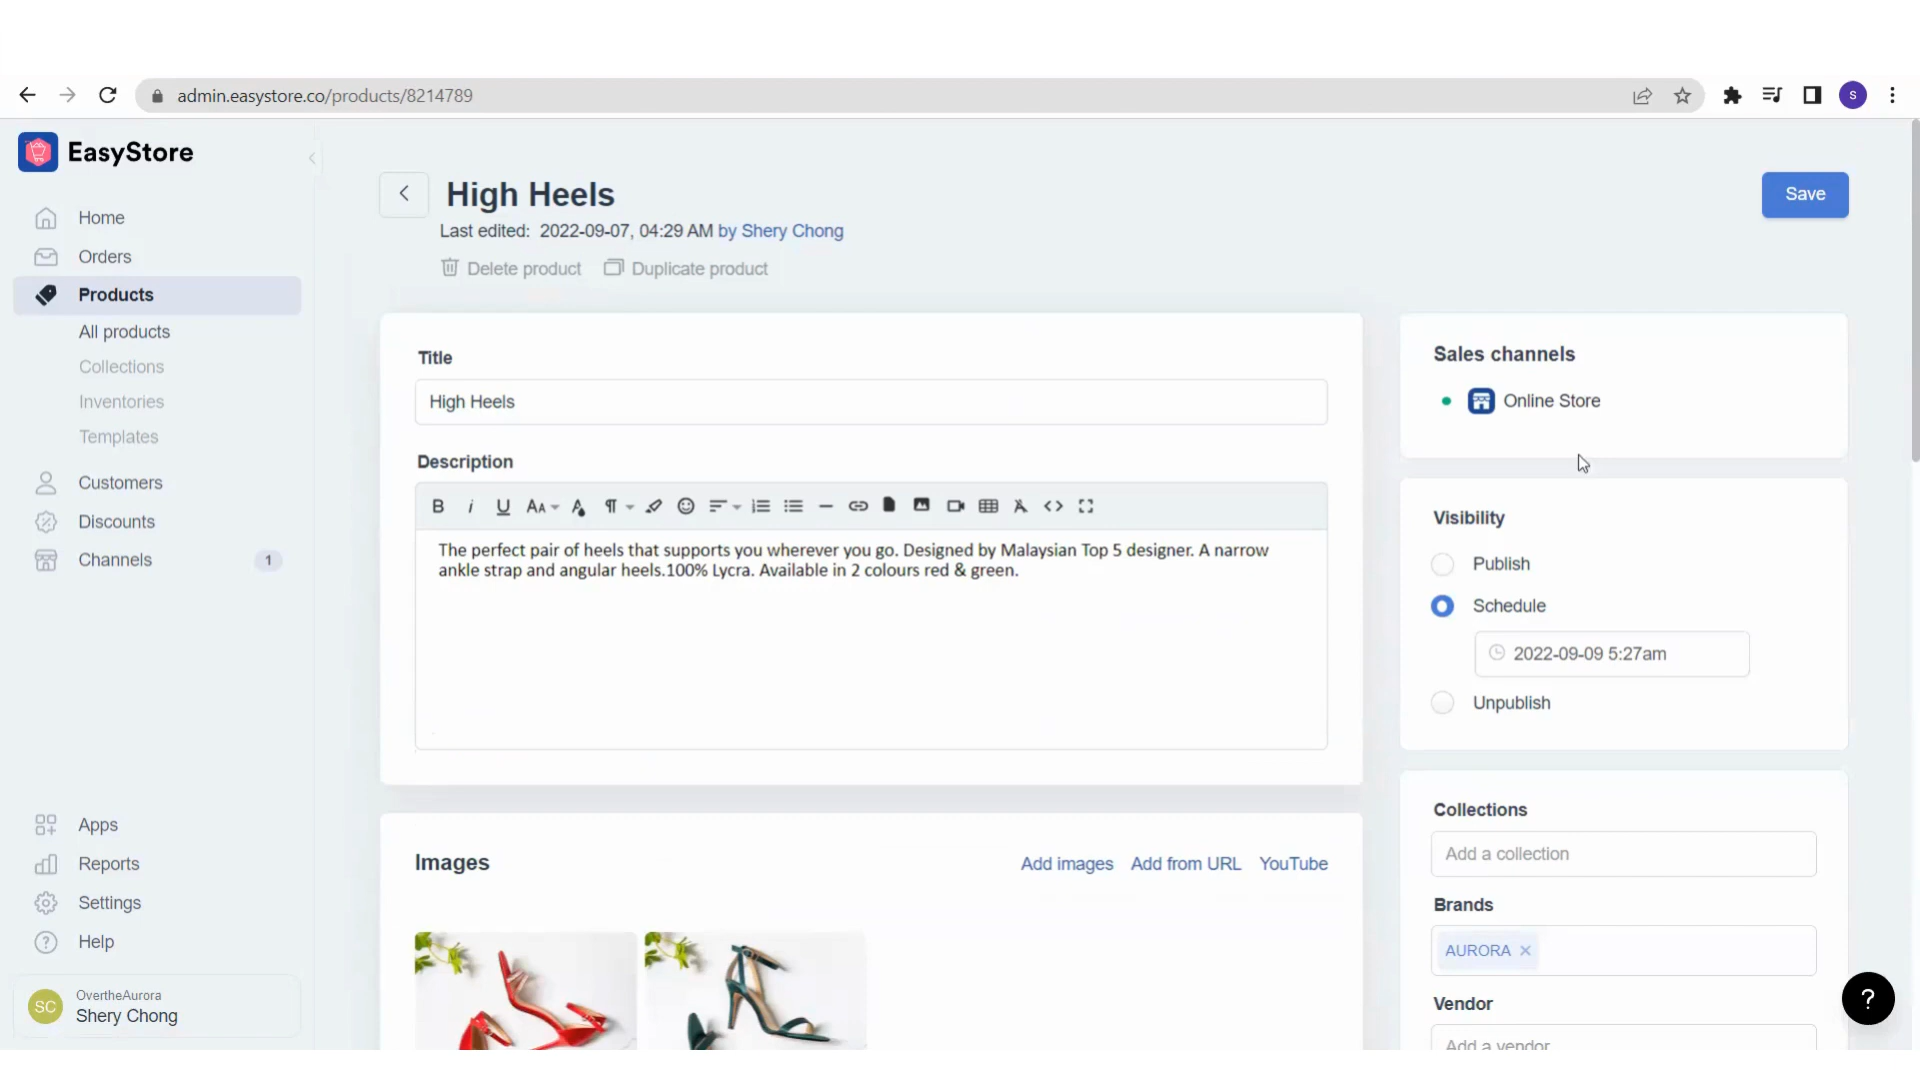 admin.easystore.co/products/8214789
S
EasyStore
Home
Orders
Products
All products
Collections
Inventories
Templates
Customers
Discounts
Channels
1
Apps
Reports
Settings
Help
SC
OvertheAurora
Shery Chong
High Heels
Save
Last edited: 2022-09-07, 04:29 AM by Shery Chong
Delete product
Duplicate product
Title
High Heels
Description
The perfect pair of heels that supports you wherever you go. Designed by Malaysian Top 5 designer. A narrow
ankle strap and angular heels.100% Lycra. Available in 2 colours red & green.
Images
Add images
Add from URL
YouTube
Sales channels
Online Store
Visibility
Publish
Schedule
2022-09-09 5:27am
Unpublish
Collections
Add a collection
Brands
AURORA
Vendor
Add a vendor
?